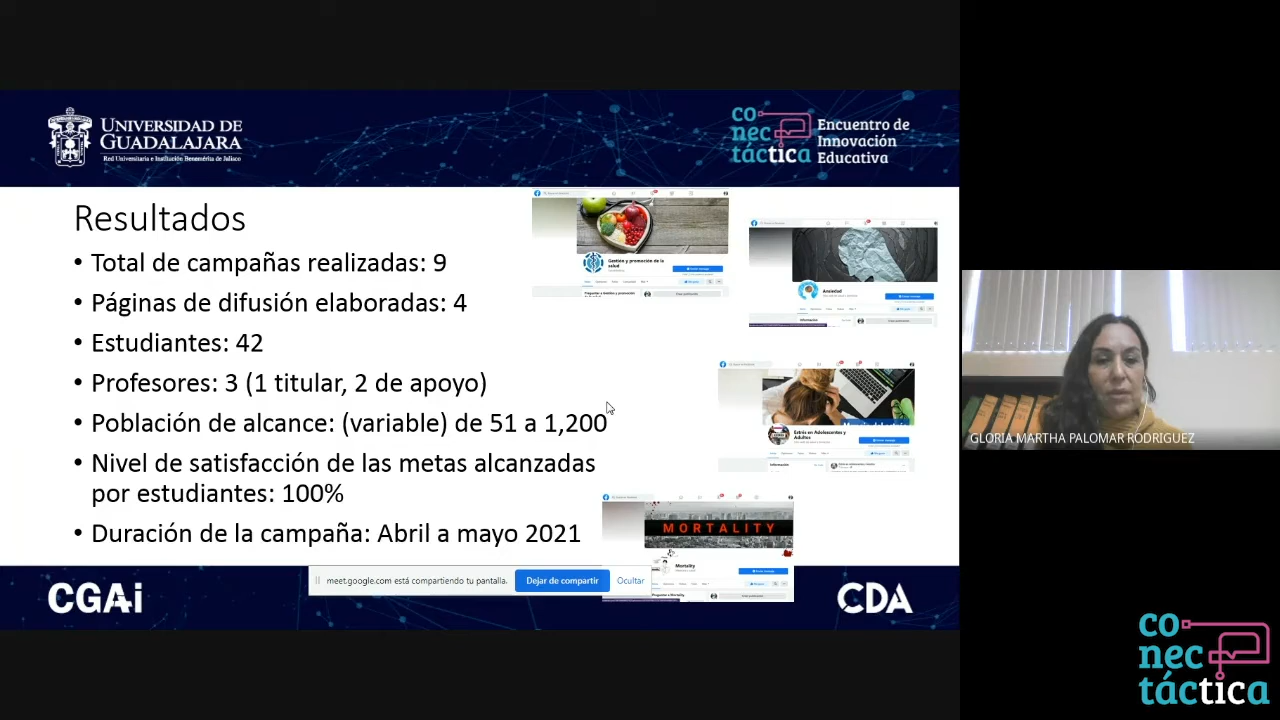 UNIVERSIDAD DE
GUADALAJARA
Red Universitaria e Institución Benemérita de Jalisco
co
nec
táctica
Encuentro de
Innovación
Educativa
Resultados
• Total de campañas realizadas: 9
• Páginas de difusión elaboradas: 4
• Estudiantes: 42
• Profesores: 3 (1 titular, 2 de apoyo)
• Población de alcance: (variable) de 51 a 1,200
• Nivel de satisfacción de las metas alcanzados
por estudiantes: 100%
• Duración de la campaña: Abril a mayo 2021
Gestión y promoción de la
salud
Ansiedad
Información
Estrés en Adolescentes y
Adultos
Información
MORTALITY
Mortality
meet.google.com está compartiendo tu pantalla.
Dejar de compartir
Ocultar
CGAI
CDA
GLORIA MARTHA PALOMAR RODRIGUEZ
co
nec
táctica